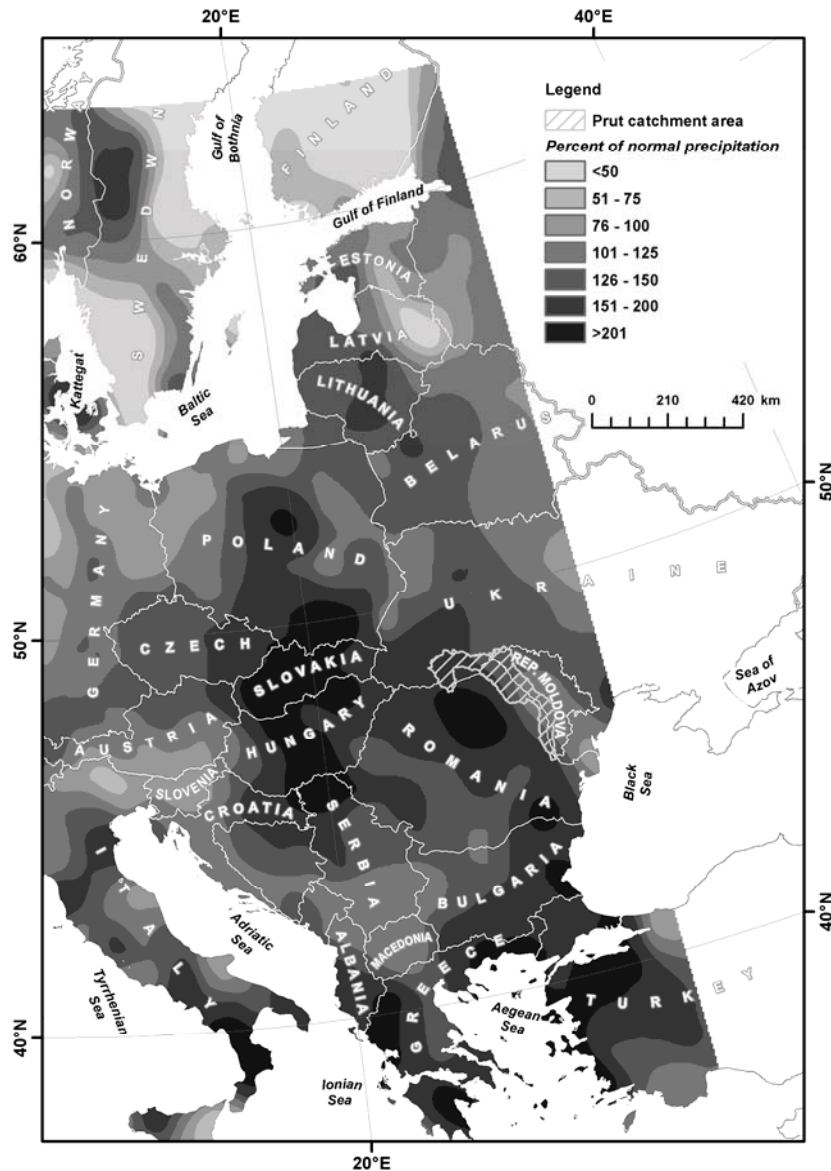 20°E
40°E
NORWAY
SWEDWN
Gulf of
Bothnia
FINLAND
Gulf of Finland
Legend
Prut catchment area
Percent of normal precipitation
<50
51 - 75
76 - 100
101 - 125
126 - 150
151 - 200
>201
0 210 420 km
60°N
50°N
40°N
50°N
40°N
ESTONIA
LATVIA
LITHUANIA
SWEDEN
Kattegat
Baltic
Sea
BELARUS
GERMANY
POLAND
UKRAINE
CZECH
SLOVAKIA
REP. MOLDOVA
Sea of
Azov
AUSTRIA
HUNGARY
ROMANIA
SLOVENIA
CROATIA
SERBIA
Black
Sea
ITALY
BULGARIA
Adriatic
Sea
ALBANIA
MACEDONIA
GREECE
Tyrrhenian
Sea
Aegean
Sea
TURKEY
Ionian
Sea
20°E